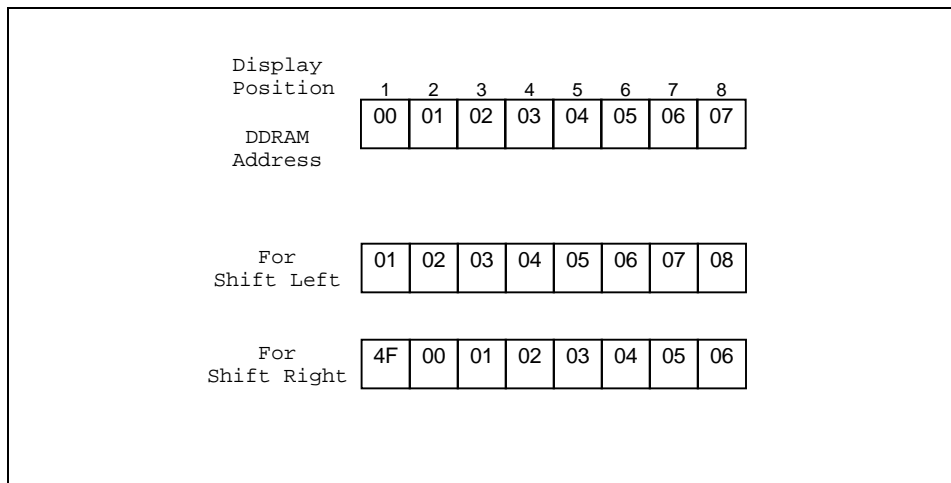 Display
Position 1 2 3 4 5 6 7 8
00 01 02 03 04 05 06 07
DDRAM
Address
For
Shift Left
01 02 03 04 05 06 07 08
For
Shift Right
4F 00 01 02 03 04 05 06